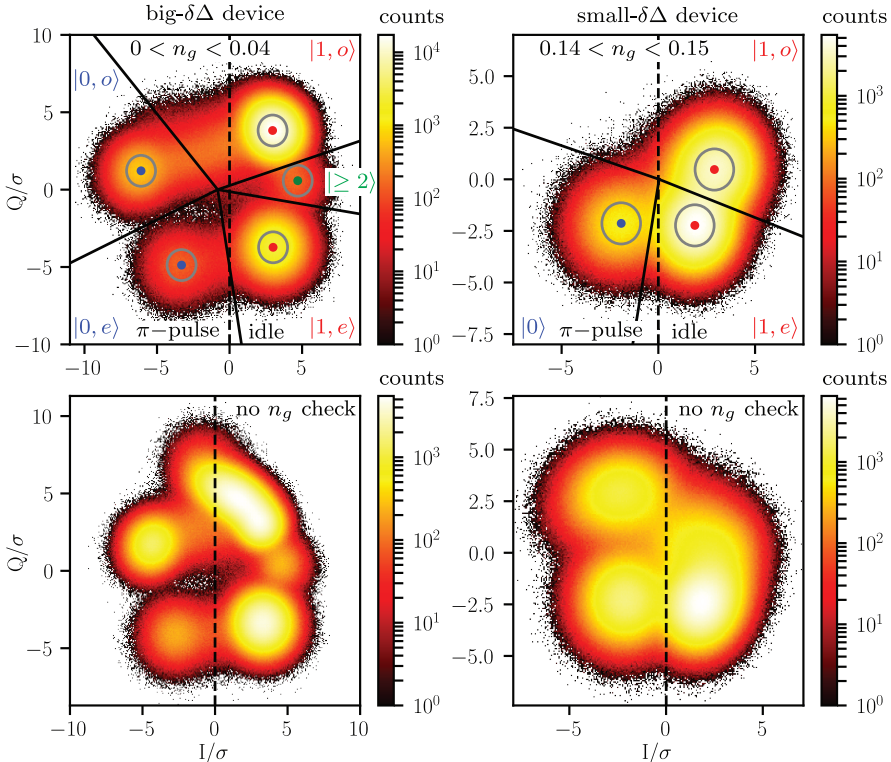 big-δΔ device
counts
small-δΔ device
counts
0 < n_g < 0.04
|1, o⟩
|0, o⟩
|≥ 2⟩
|0, e⟩
π−pulse
idle
|1, e⟩
Q/σ
10
5
0
−5
−10
−10
−5
0
5
10^4
10^3
10^2
10^1
10^0
0.14 < n_g < 0.15
|1, o⟩
|0⟩
π−pulse
idle
|1, e⟩
5.0
2.5
0.0
−2.5
−5.0
−7.5
−5
0
5
10^3
10^2
10^1
10^0
counts
counts
no n_g check
Q/σ
10
5
0
−5
−10
−5
0
5
10
I/σ
10^3
10^2
10^1
10^0
no n_g check
7.5
5.0
2.5
0.0
−2.5
−5.0
−5
0
5
I/σ
10^3
10^2
10^1
10^0